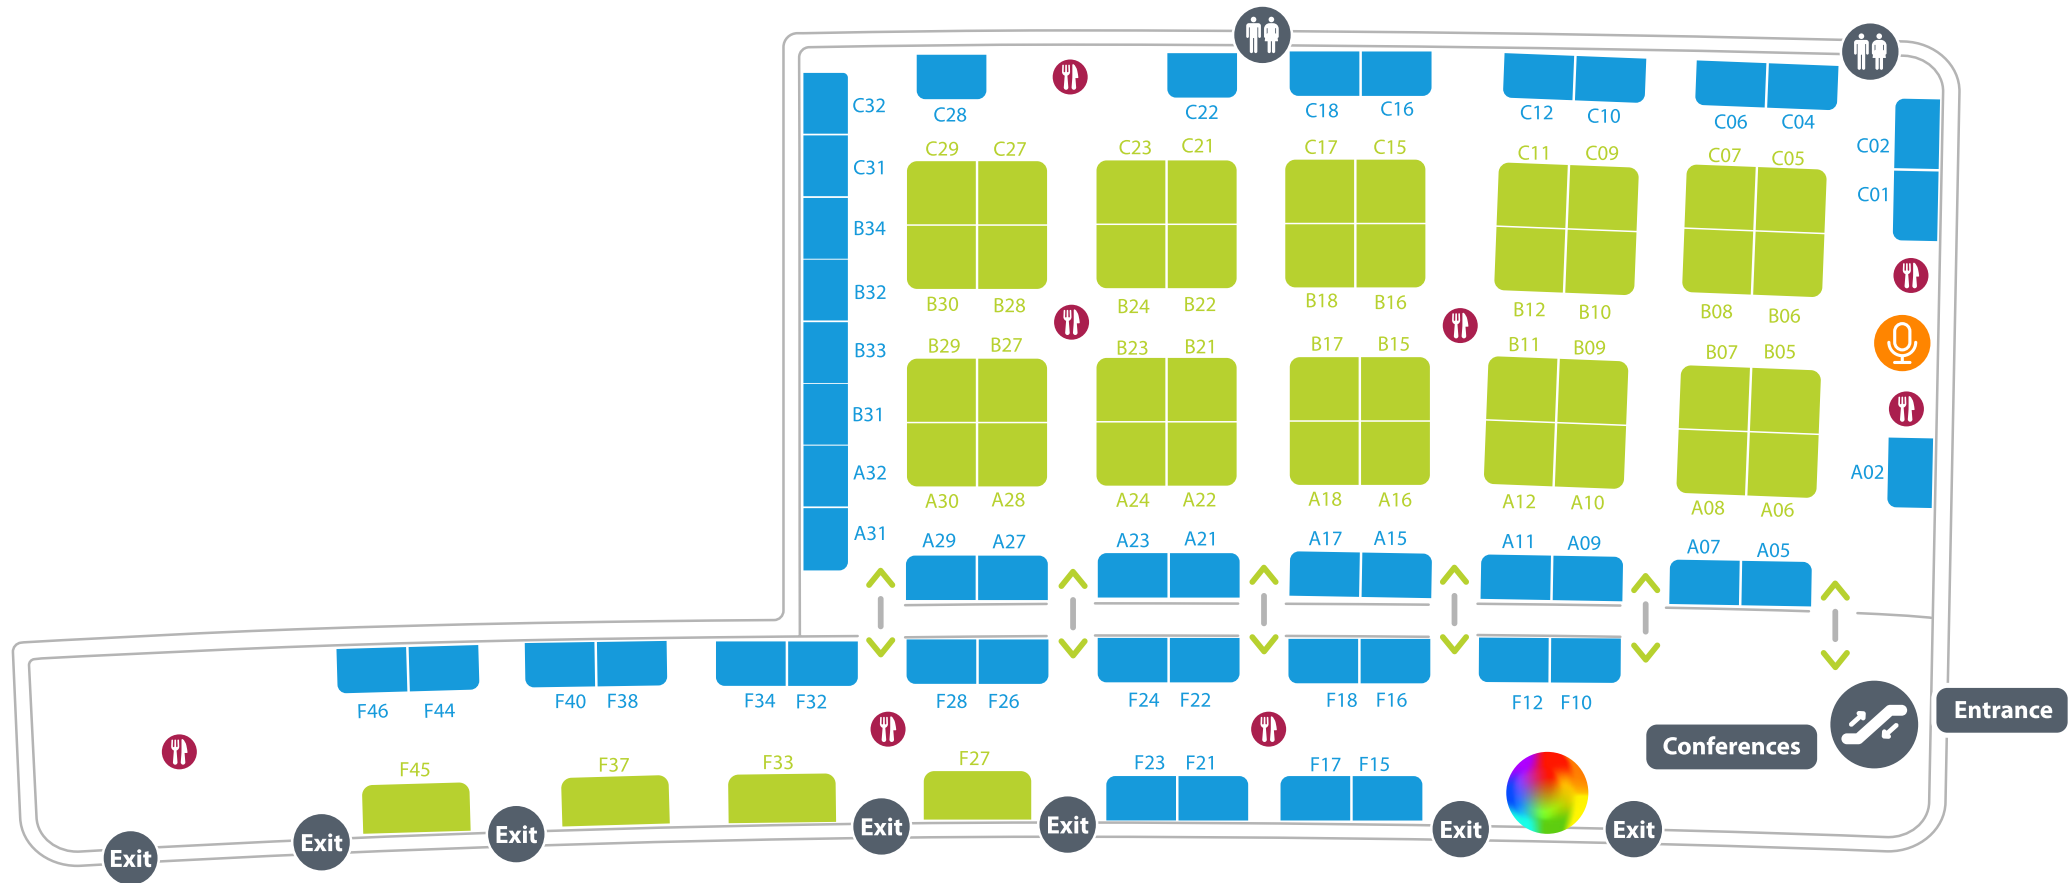 C32
C28
C22
C18 C16
C12 C10
C06 C04
C02
C31
C29 C27
C23 C21
C17 C15
C11 C09
C07 C05
C01
B34
B32
B30 B28
B24 B22
B18 B16
B12 B10
B08 B06
B33
B29 B27
B23 B21
B17 B15
B11 B09
B07 B05
B31
A32
A02
A30 A28
A24 A22
A18 A16
A12 A10
A08 A06
A31
A29 A27
A23 A21
A17 A15
A11 A09
A07 A05
F46 F44
F40 F38
F34 F32
F28 F26
F24 F22
F18 F16
F12 F10
Entrance
Conferences
F45
F37
F33
F27
F23 F21
F17 F15
Exit
Exit
Exit
Exit
Exit
Exit
Exit